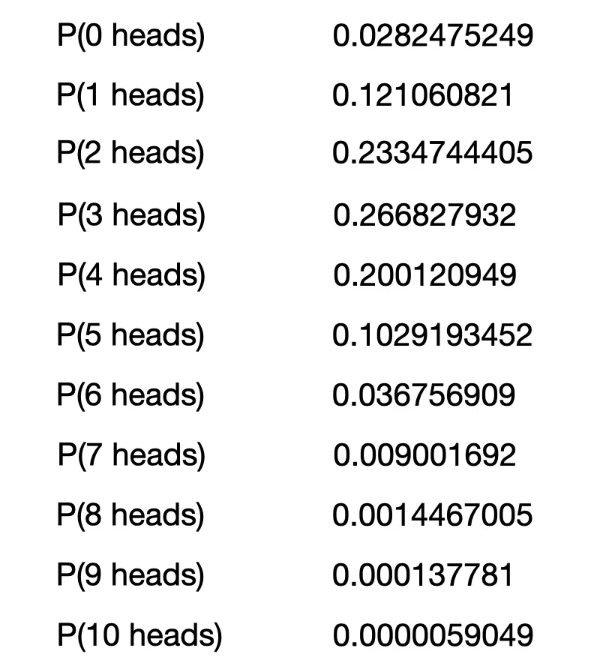 P(0 heads) 0.0282475249
P(1 heads) 0.121060821
P(2 heads) 0.2334744405
P(3 heads) 0.266827932
P(4 heads) 0.200120949
P(5 heads) 0.1029193452
P(6 heads) 0.036756909
P(7 heads) 0.009001692
P(8 heads) 0.0014467005
P(9 heads) 0.000137781
P(10 heads) 0.0000059049